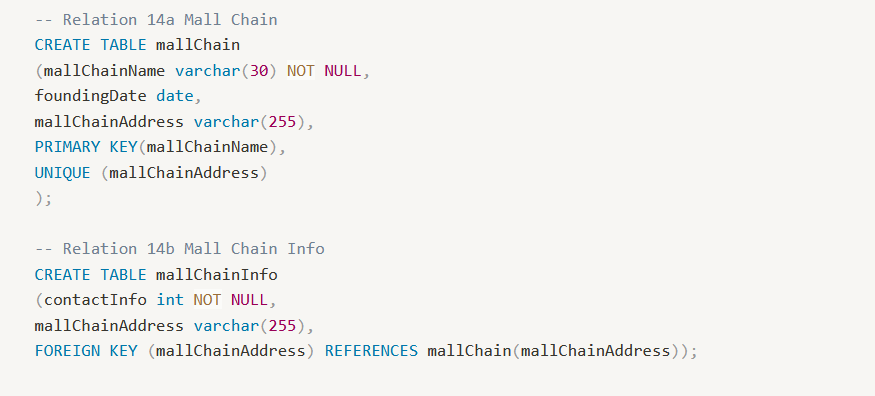 -- Relation 14a Mall Chain
CREATE TABLE mallChain
(mallChainName varchar(30) NOT NULL,
foundingDate date,
mallChainAddress varchar(255),
PRIMARY KEY(mallChainName),
UNIQUE (mallChainAddress)
);
-- Relation 14b Mall Chain Info
CREATE TABLE mallChainInfo
(contactInfo int NOT NULL,
mallChainAddress varchar(255),
FOREIGN KEY (mallChainAddress) REFERENCES mallChain(mallChainAddress));